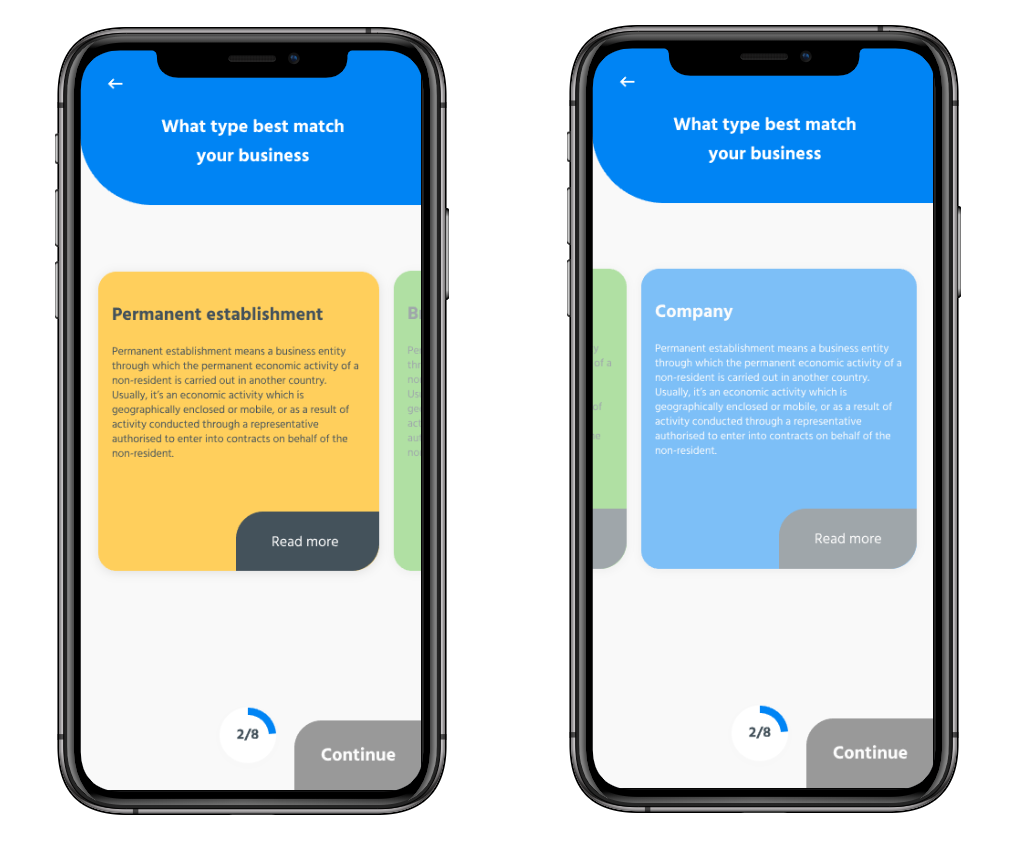 What type best match
your business
Permanent establishment
Permanent establishment means a business entity
through which the permanent economic activity of a
non-resident is carried out in another country.
Usually, it's an economic activity which is
geographically enclosed or mobile, or as a result of
activity conducted through a representative
authorised to enter into contracts on behalf of the
non-resident.
Read more
2/8
Continue
What type best match
your business
of a
of
Company
Permanent establishment means a business entity
through which the permanent economic activity of a
non-resident is carried out in another country.
Usually, it's an economic activity which is
geographically enclosed or mobile, or as a result of
activity conducted through a representative
authorised to enter into contracts on behalf of the
non-resident.
Read more
2/8
Continue